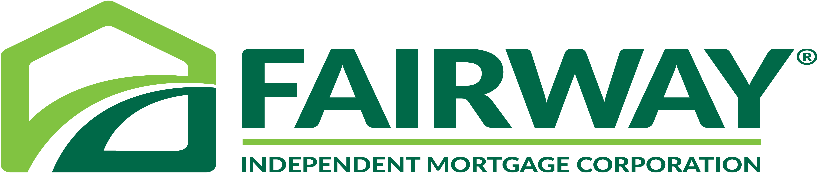 FAIRWAY®
INDEPENDENT MORTGAGE CORPORATION